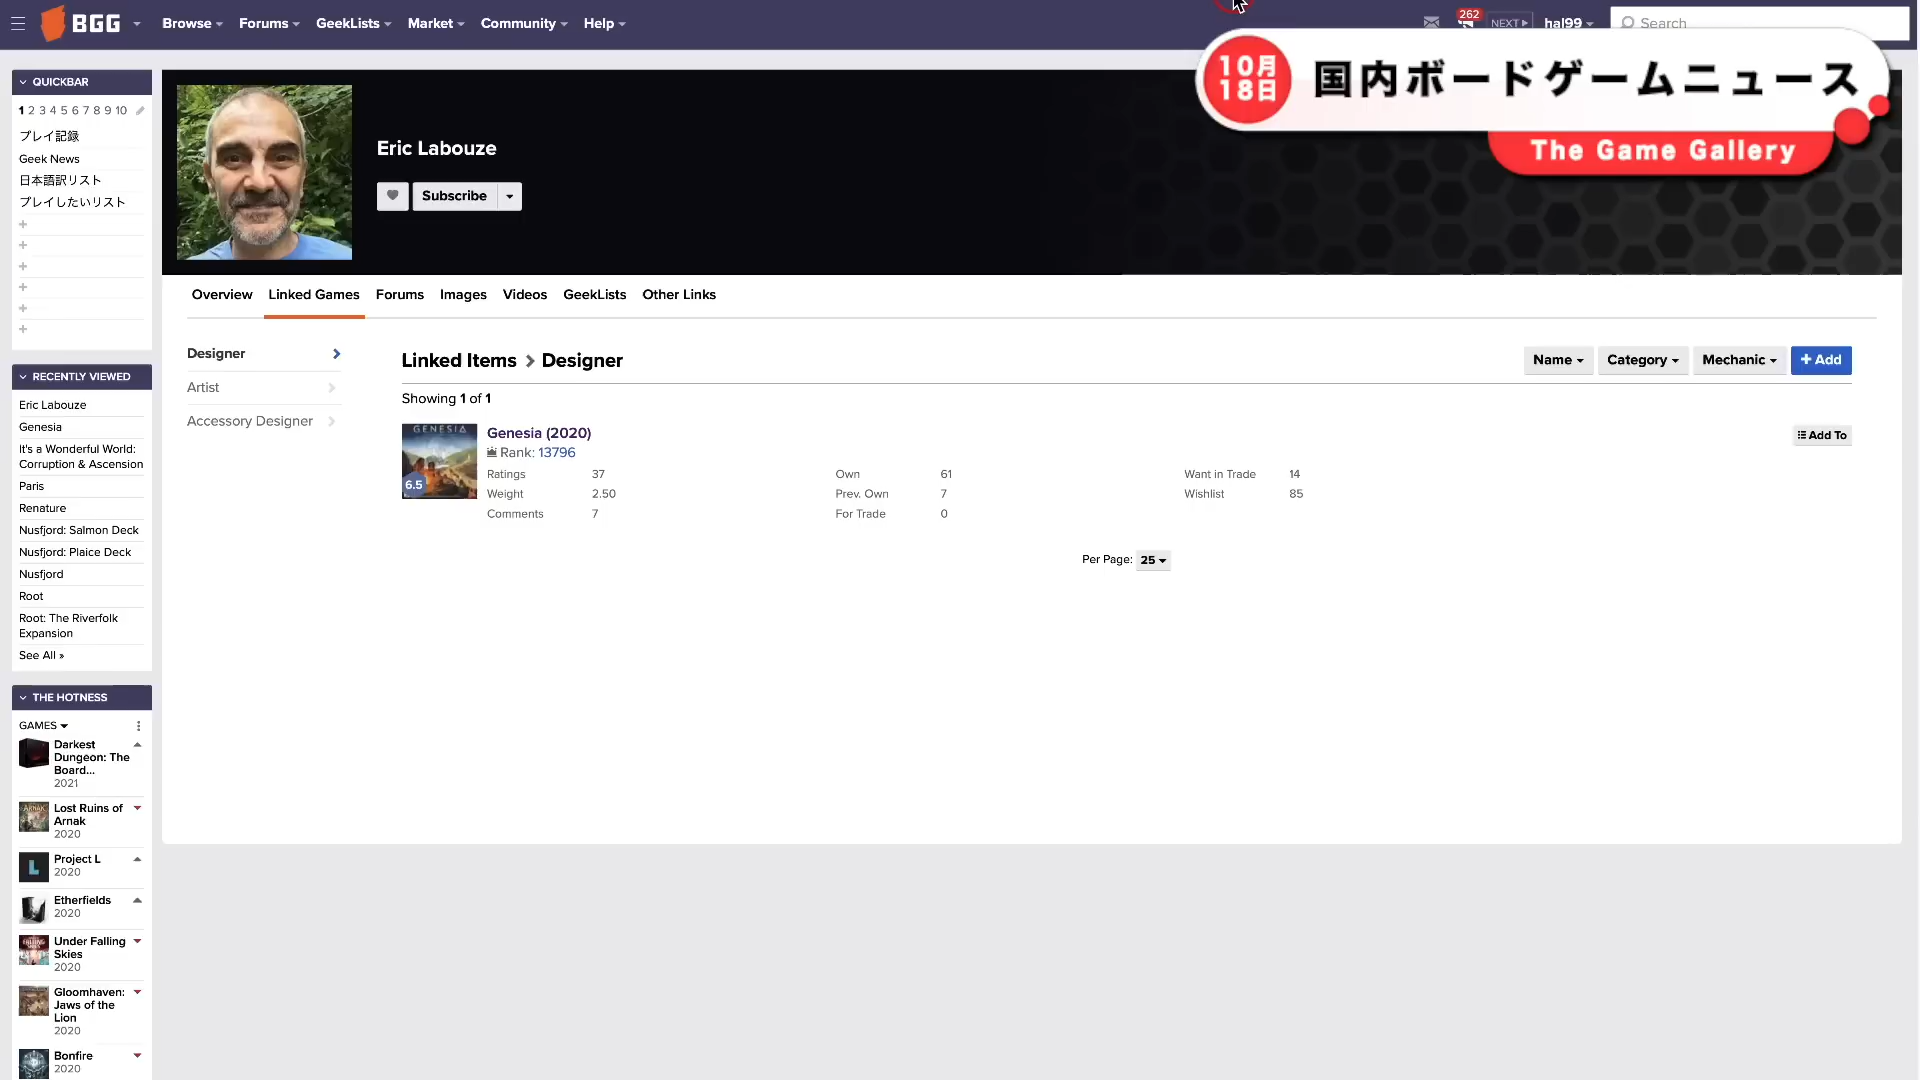 BGG
Browse Forums GeekLists Market Community Help
262
NEXT
hal99
Search
10月
18日
国内ボードゲームニュース
The Game Gallery
QUICKBAR
1 2 3 4 5 6 7 8 9 10
プレイ記録
Geek News
日本語訳リスト
プレイしたいリスト
+
+
+
+
+
+
RECENTLY VIEWED
Eric Labouze
Genesia
It's a Wonderful World:
Corruption & Ascension
Paris
Renature
Nusfjord: Salmon Deck
Nusfjord: Plaice Deck
Nusfjord
Root
Root: The Riverfolk
Expansion
See All »
THE HOTNESS
GAMES
Darkest
Dungeon: The
Board...
2021
Lost Ruins of
Arnak
2020
Project L
2020
Etherfields
2020
Under Falling
Skies
2020
Gloomhaven:
Jaws of the
Lion
2020
Bonfire
2020
Eric Labouze
Subscribe
Overview Linked Games Forums Images Videos GeekLists Other Links
Designer
Artist
Accessory Designer
Linked Items > Designer
Name Category Mechanic + Add
Showing 1 of 1
GENESIA
6.5
Genesia (2020)
Add To
Rank: 13796
Ratings 37 Own 61 Want in Trade 14
Weight 2.50 Prev. Own 7 Wishlist 85
Comments 7 For Trade 0
Per Page: 25